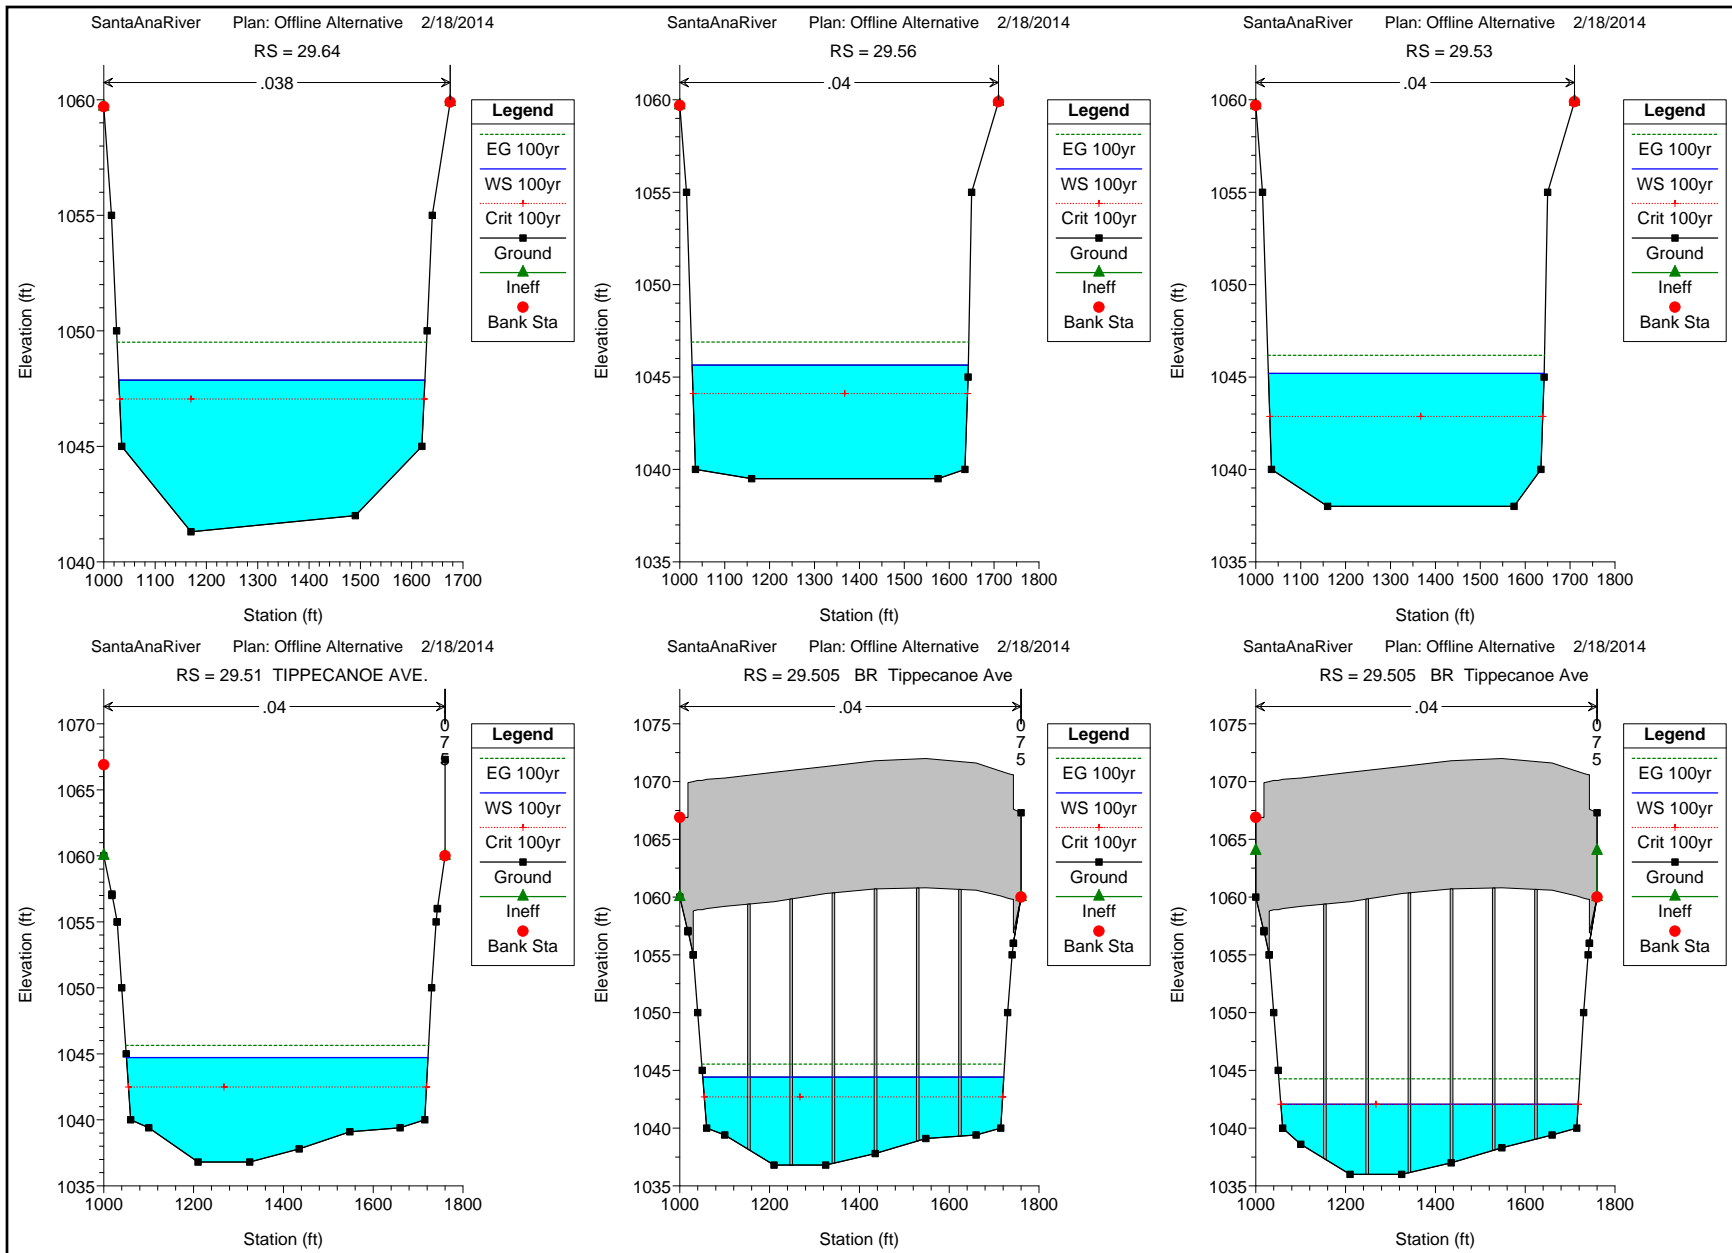 SantaAnaRiver Plan: Offline Alternative 2/18/2014
RS = 29.64
.038
1060
1055
1050
1045
1040
Elevation (ft)
1000 1100 1200 1300 1400 1500 1600 1700
Station (ft)
Legend
EG 100yr
WS 100yr
Crit 100yr
Ground
Ineff
Bank Sta
SantaAnaRiver Plan: Offline Alternative 2/18/2014
RS = 29.56
.04
1060
1055
1050
1045
1040
1035
Elevation (ft)
1000 1100 1200 1300 1400 1500 1600 1700 1800
Station (ft)
Legend
EG 100yr
WS 100yr
Crit 100yr
Ground
Ineff
Bank Sta
SantaAnaRiver Plan: Offline Alternative 2/18/2014
RS = 29.53
.04
1060
1055
1050
1045
1040
1035
Elevation (ft)
1000 1100 1200 1300 1400 1500 1600 1700 1800
Station (ft)
Legend
EG 100yr
WS 100yr
Crit 100yr
Ground
Ineff
Bank Sta
SantaAnaRiver Plan: Offline Alternative 2/18/2014
RS = 29.51 TIPPECANOE AVE.
.04
0
7
5
1070
1065
1060
1055
1050
1045
1040
1035
Elevation (ft)
1000 1200 1400 1600 1800
Station (ft)
Legend
EG 100yr
WS 100yr
Crit 100yr
Ground
Ineff
Bank Sta
SantaAnaRiver Plan: Offline Alternative 2/18/2014
RS = 29.505 BR Tippecanoe Ave
.04
0
7
5
1075
1070
1065
1060
1055
1050
1045
1040
1035
Elevation (ft)
1000 1200 1400 1600 1800
Station (ft)
Legend
EG 100yr
WS 100yr
Crit 100yr
Ground
Ineff
Bank Sta
SantaAnaRiver Plan: Offline Alternative 2/18/2014
RS = 29.505 BR Tippecanoe Ave
.04
0
7
5
1075
1070
1065
1060
1055
1050
1045
1040
1035
Elevation (ft)
1000 1200 1400 1600 1800
Station (ft)
Legend
EG 100yr
WS 100yr
Crit 100yr
Ground
Ineff
Bank Sta